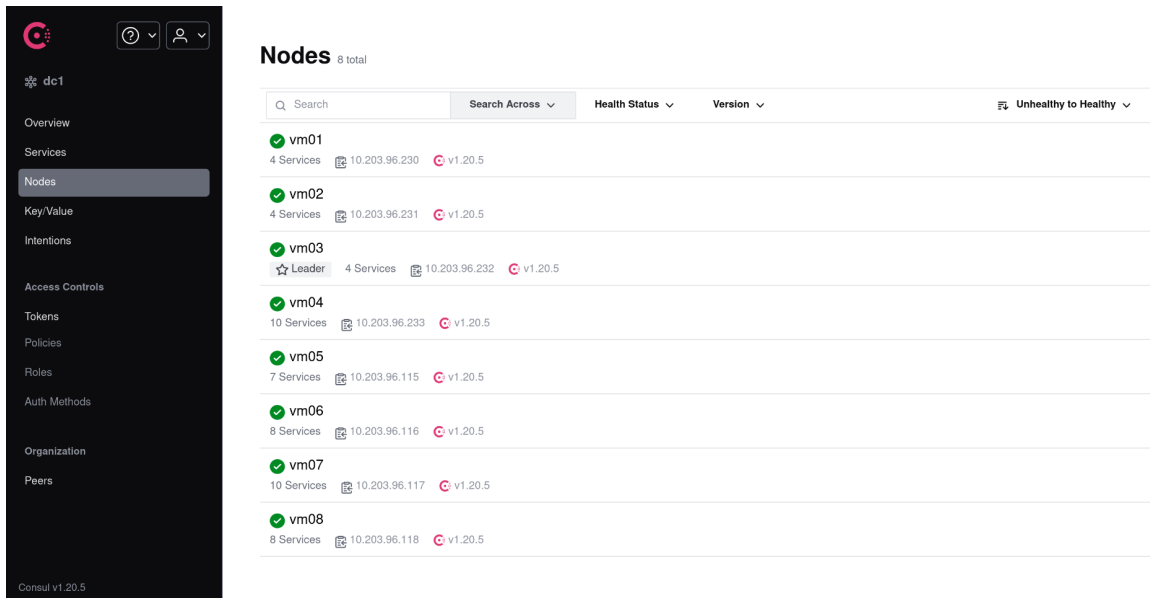 dc1
Overview
Services
Nodes
Key/Value
Intentions
Access Controls
Tokens
Policies
Roles
Auth Methods
Organization
Peers
Consul v1.20.5
Nodes 8 total
Search Search Across Health Status Version Unhealthy to Healthy
vm01
4 Services 10.203.96.230 v1.20.5
vm02
4 Services 10.203.96.231 v1.20.5
vm03
Leader 4 Services 10.203.96.232 v1.20.5
vm04
10 Services 10.203.96.233 v1.20.5
vm05
7 Services 10.203.96.115 v1.20.5
vm06
8 Services 10.203.96.116 v1.20.5
vm07
10 Services 10.203.96.117 v1.20.5
vm08
8 Services 10.203.96.118 v1.20.5